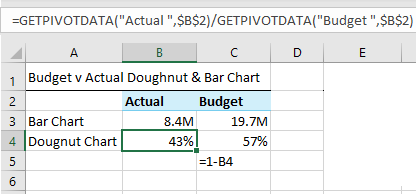 =GETPIVOTDATA("Actual ",$B$2)/GETPIVOTDATA("Budget ",$B$2)
A B C D E
1 Budget v Actual Doughnut & Bar Chart
2 Actual Budget
3 Bar Chart 8.4M 19.7M
4 Dougnut Chart 43% 57%
5 =1-B4
6